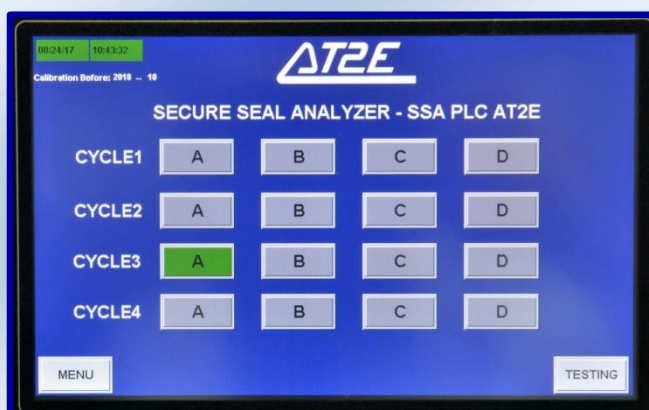 08/24/17 10:43:32
Calibration Before: 2018 -- 10
AT2E
SECURE SEAL ANALYZER - SSA PLC AT2E
CYCLE1 A B C D
CYCLE2 A B C D
CYCLE3 A B C D
CYCLE4 A B C D
MENU TESTING